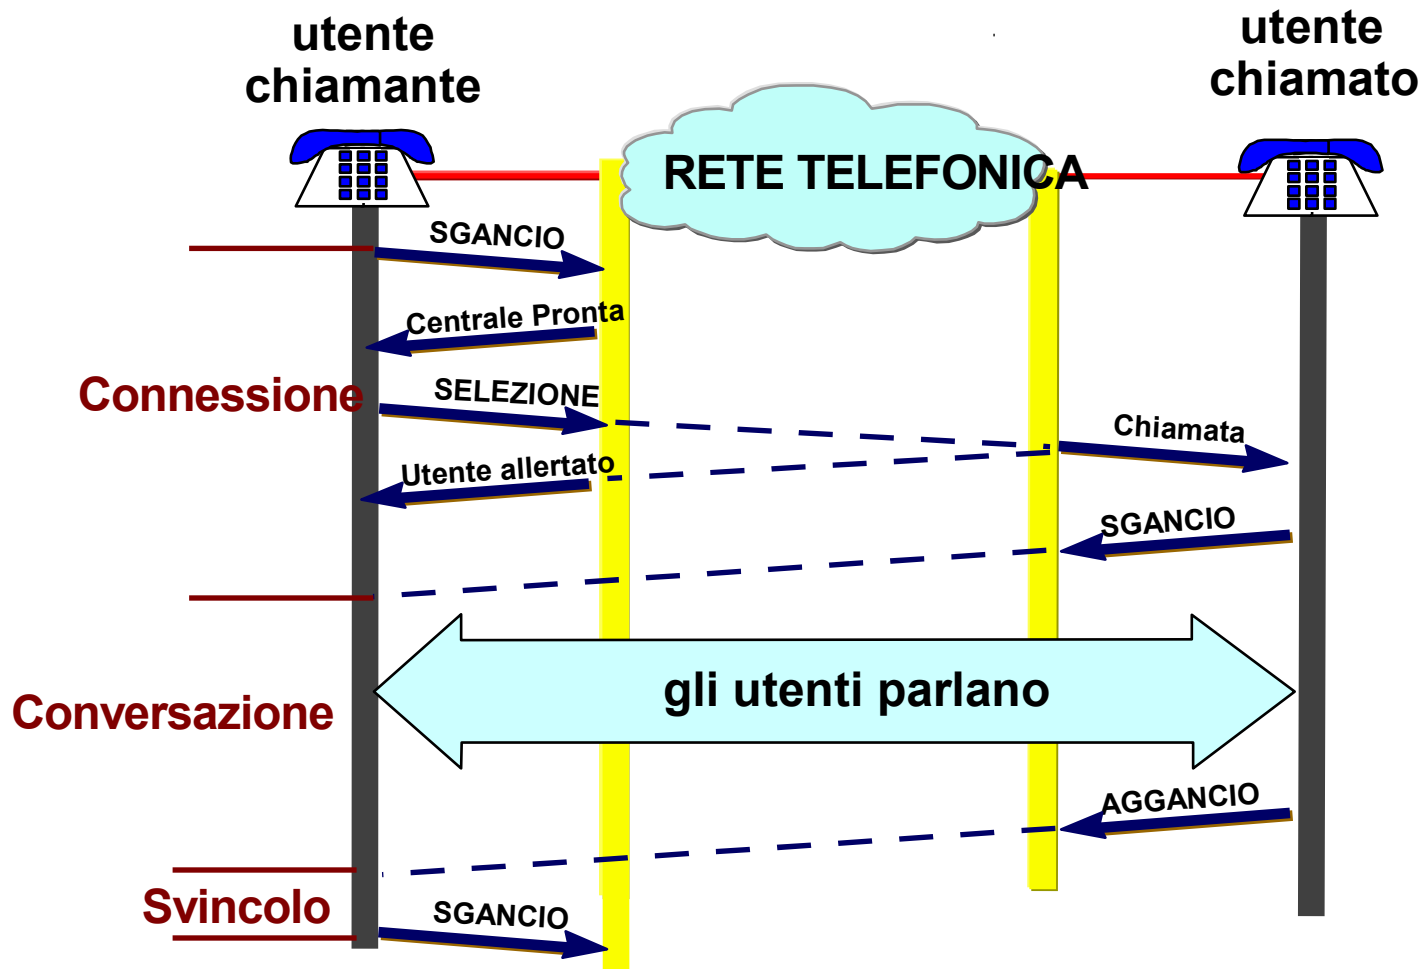 utente
chiamante
utente
chiamato
RETE TELEFONICA
SGANCIO
Centrale Pronta
Connessione
SELEZIONE
Chiamata
Utente allertato
SGANCIO
gli utenti parlano
Conversazione
AGGANCIO
Svincolo
SGANCIO